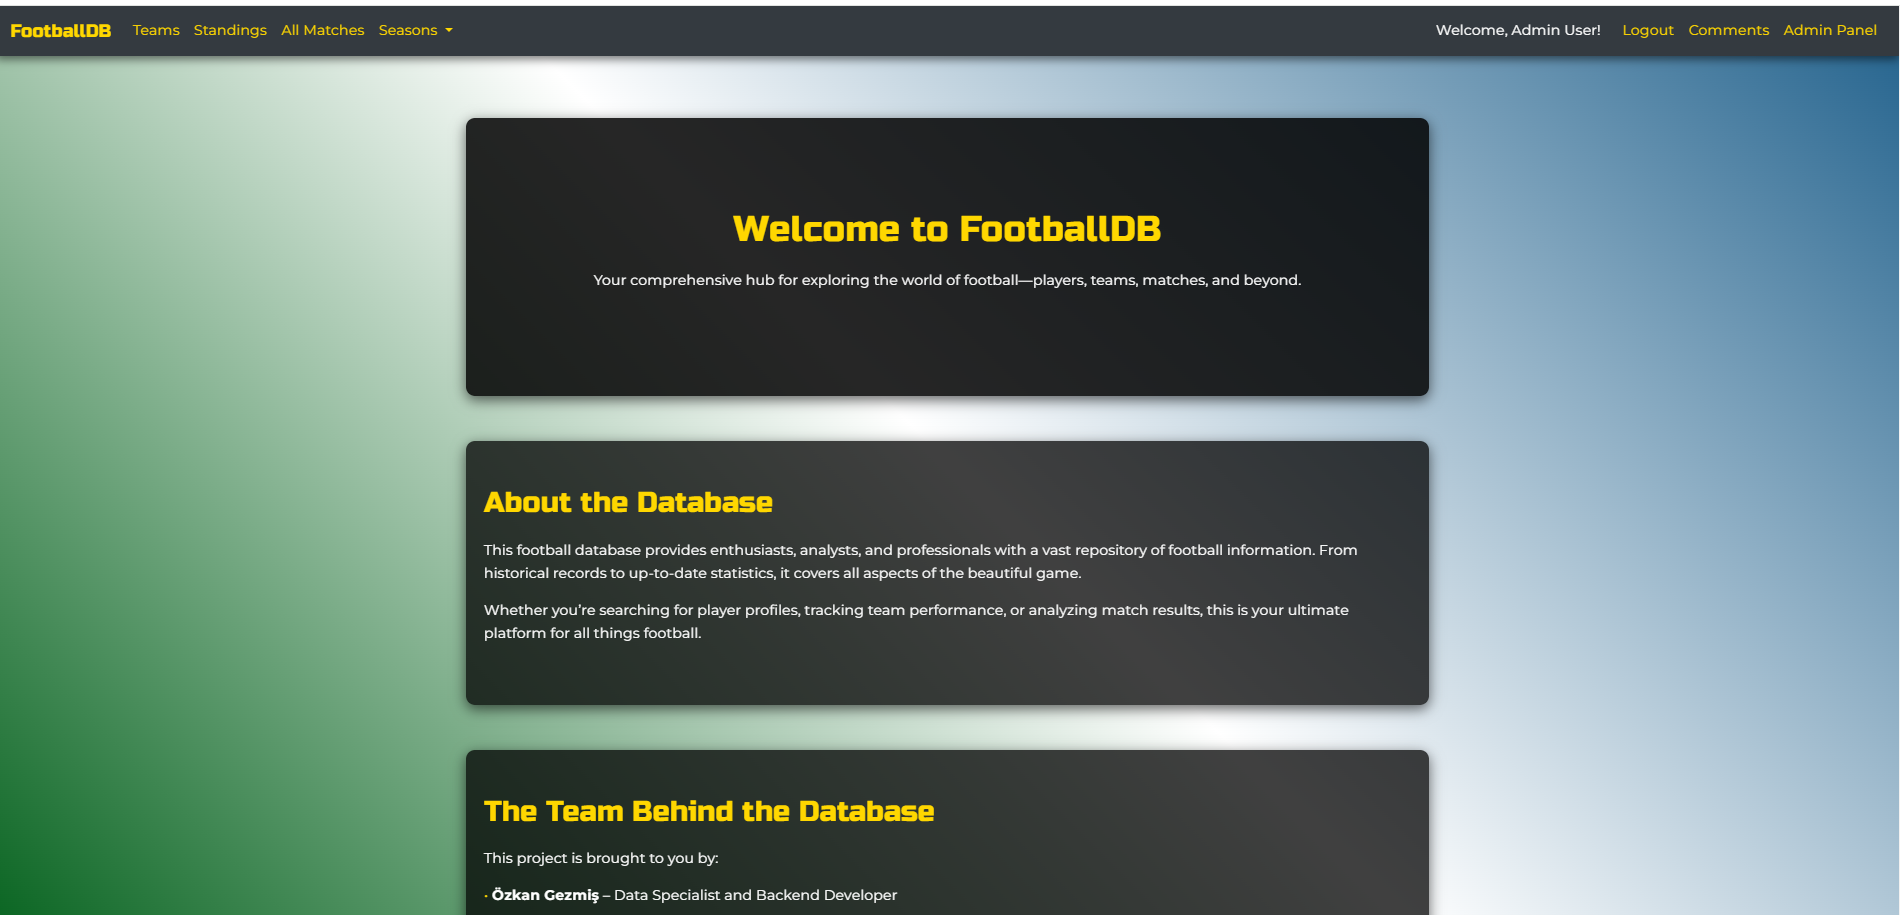 FootballDB Teams Standings All Matches Seasons Welcome, Admin User! Logout Comments Admin Panel
Welcome to FootballDB
Your comprehensive hub for exploring the world of football—players, teams, matches, and beyond.
About the Database
This football database provides enthusiasts, analysts, and professionals with a vast repository of football information. From
historical records to up-to-date statistics, it covers all aspects of the beautiful game.
Whether you’re searching for player profiles, tracking team performance, or analyzing match results, this is your ultimate
platform for all things football.
The Team Behind the Database
This project is brought to you by:
· Özkan Gezmiş – Data Specialist and Backend Developer